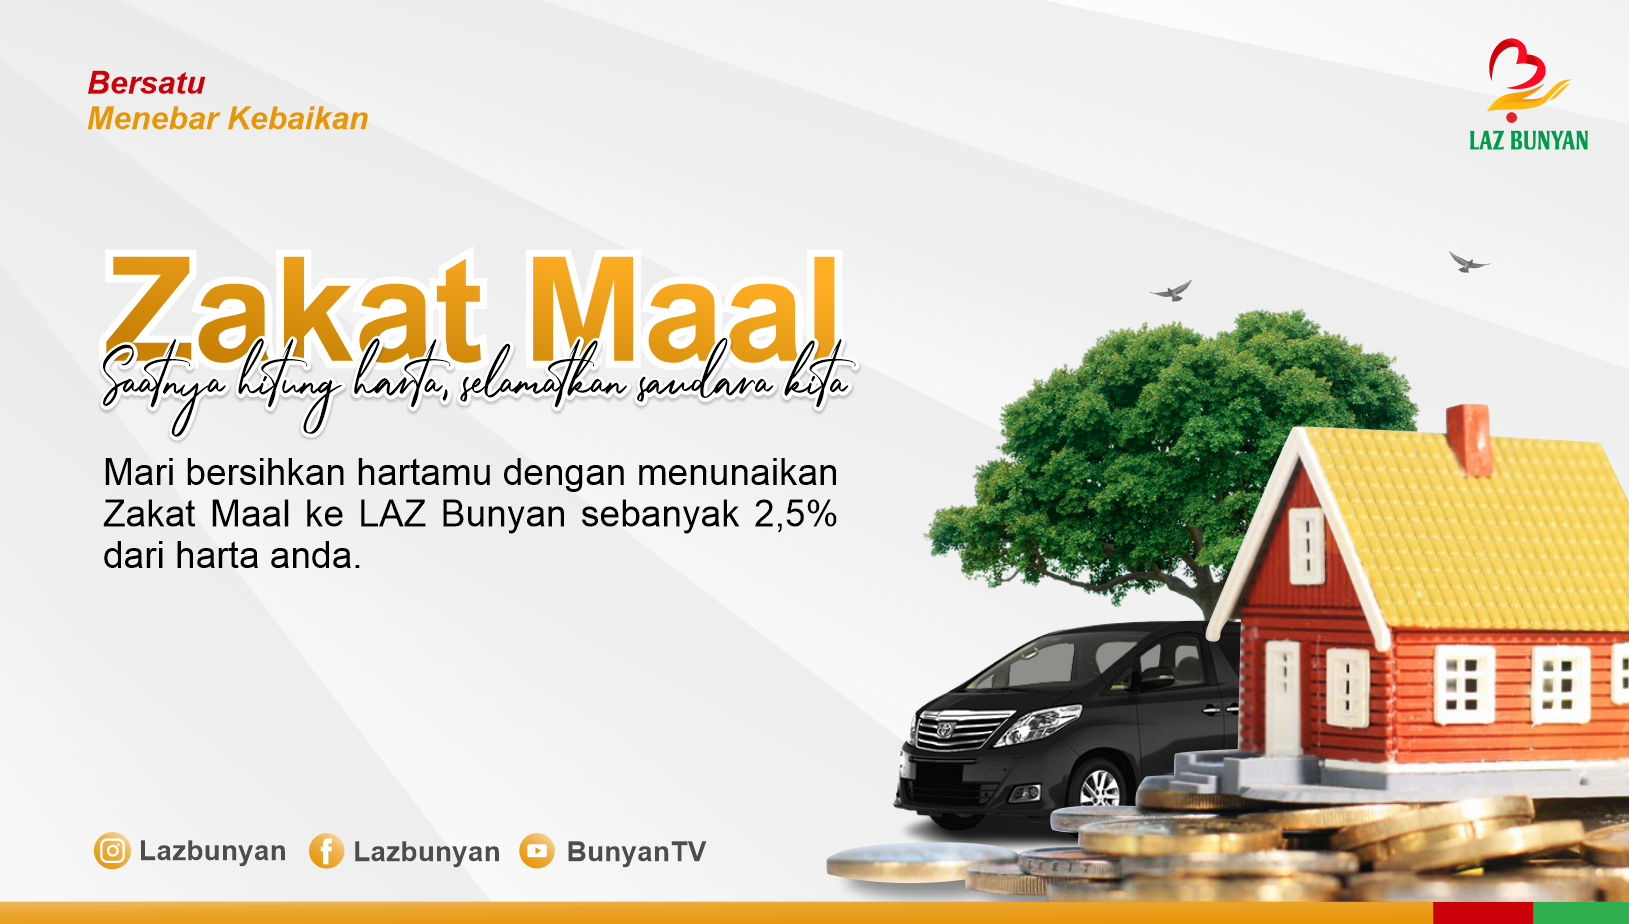 Bersatu
Menebar Kebaikan
LAZ BUNYAN
Zakat Maal
Saatnya hitung harta, selamatkan saudara kita
Mari bersihkan hartamu dengan menunaikan
Zakat Maal ke LAZ Bunyan sebanyak 2,5%
dari harta anda.
Lazbunyan Lazbunyan BunyanTV